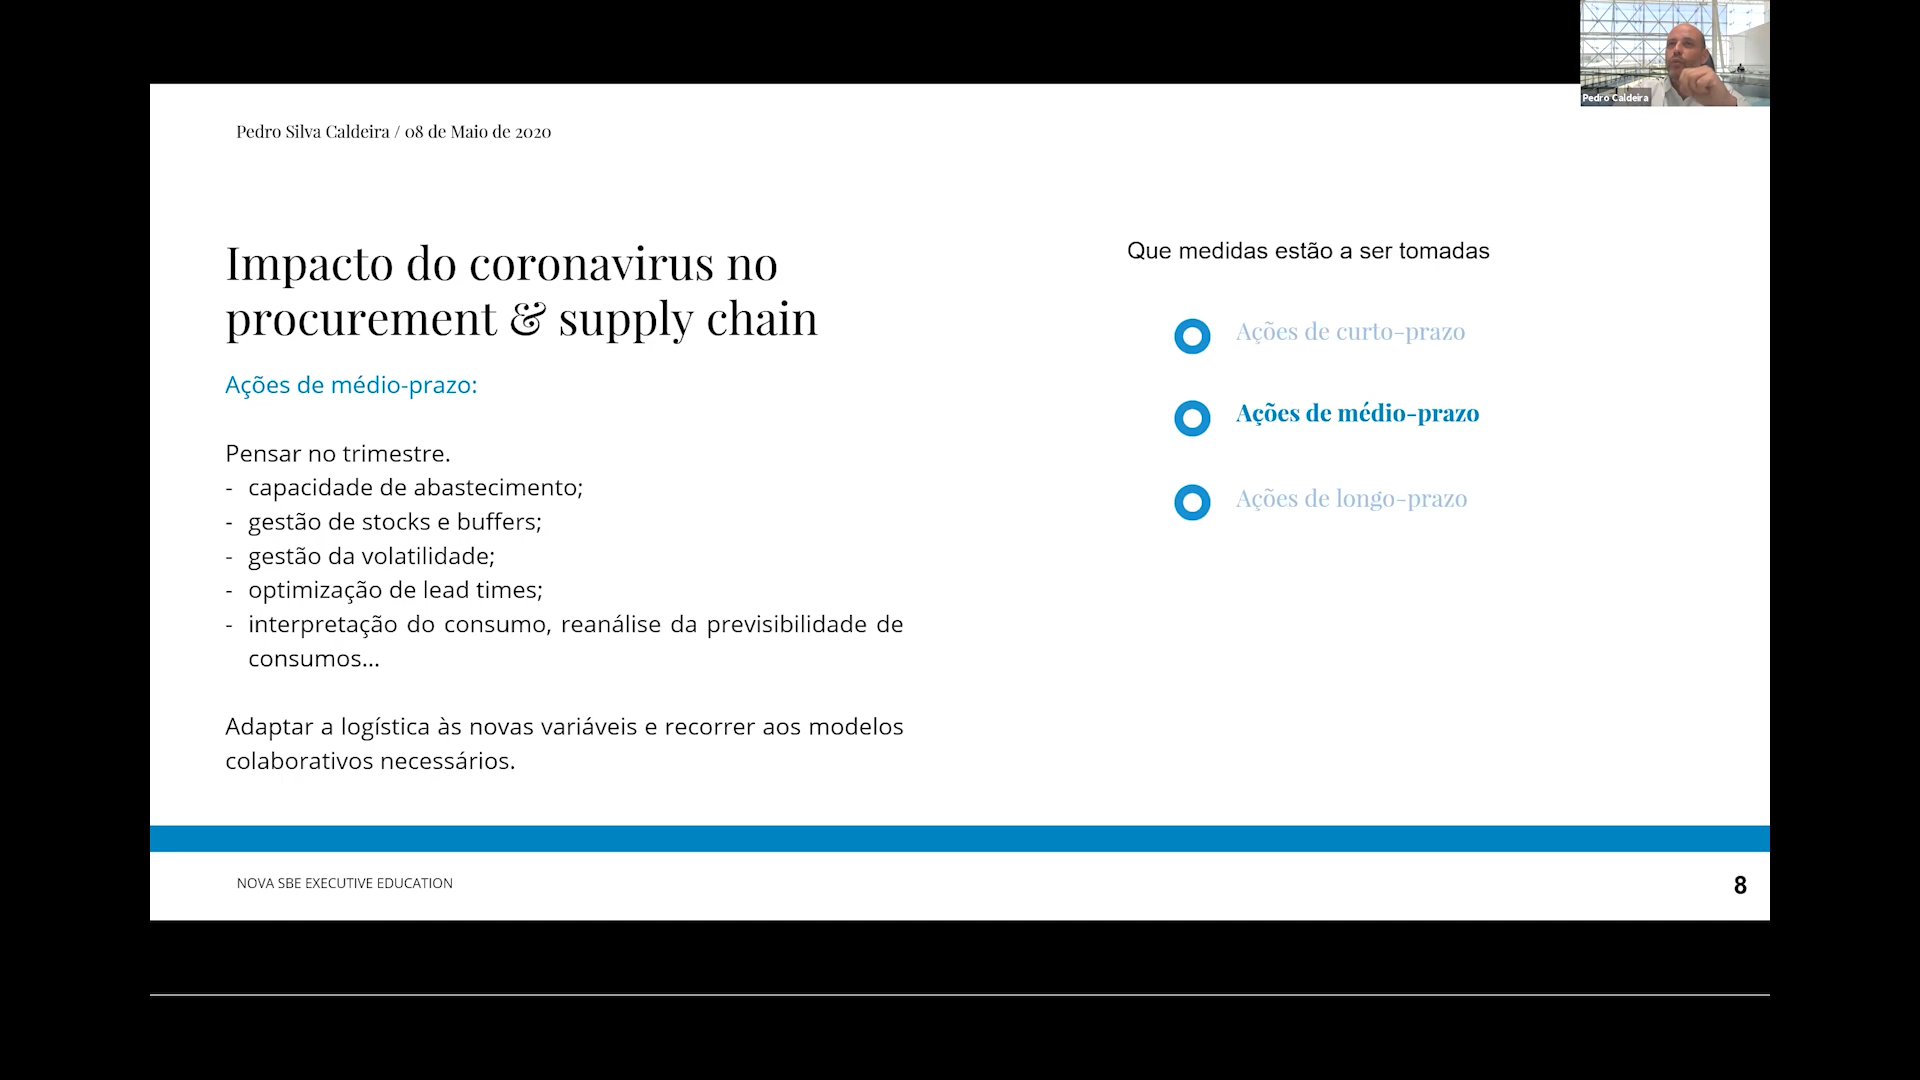 Pedro Caldeira
Pedro Silva Caldeira / 08 de Maio de 2020
Impacto do coronavirus no
procurement & supply chain
Ações de médio-prazo:
Pensar no trimestre.
- capacidade de abastecimento;
- gestão de stocks e buffers;
- gestão da volatilidade;
- optimização de lead times;
- interpretação do consumo, reanálise da previsibilidade de
consumos...
Adaptar a logística às novas variáveis e recorrer aos modelos
colaborativos necessários.
Que medidas estão a ser tomadas
Ações de curto-prazo
Ações de médio-prazo
Ações de longo-prazo
NOVA SBE EXECUTIVE EDUCATION
8